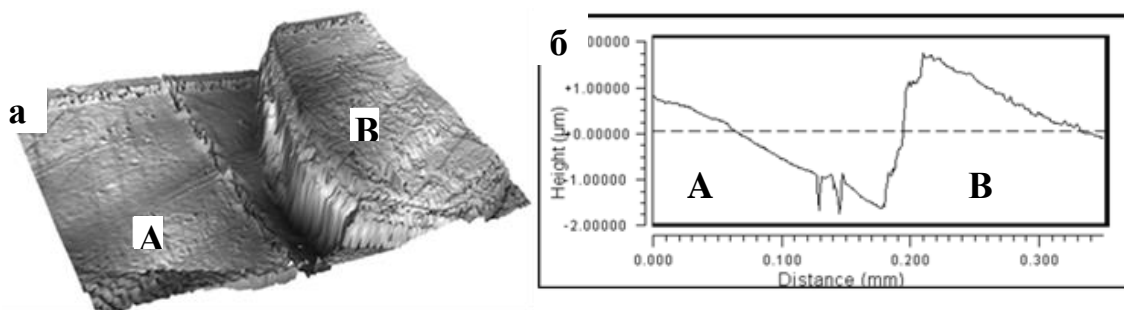 а
A
B
б
Height (µm)
00000
+1.00000
+0.00000
-1.00000
-2.00000
A
B
0.000 0.100 0.200 0.300
Distance (mm)